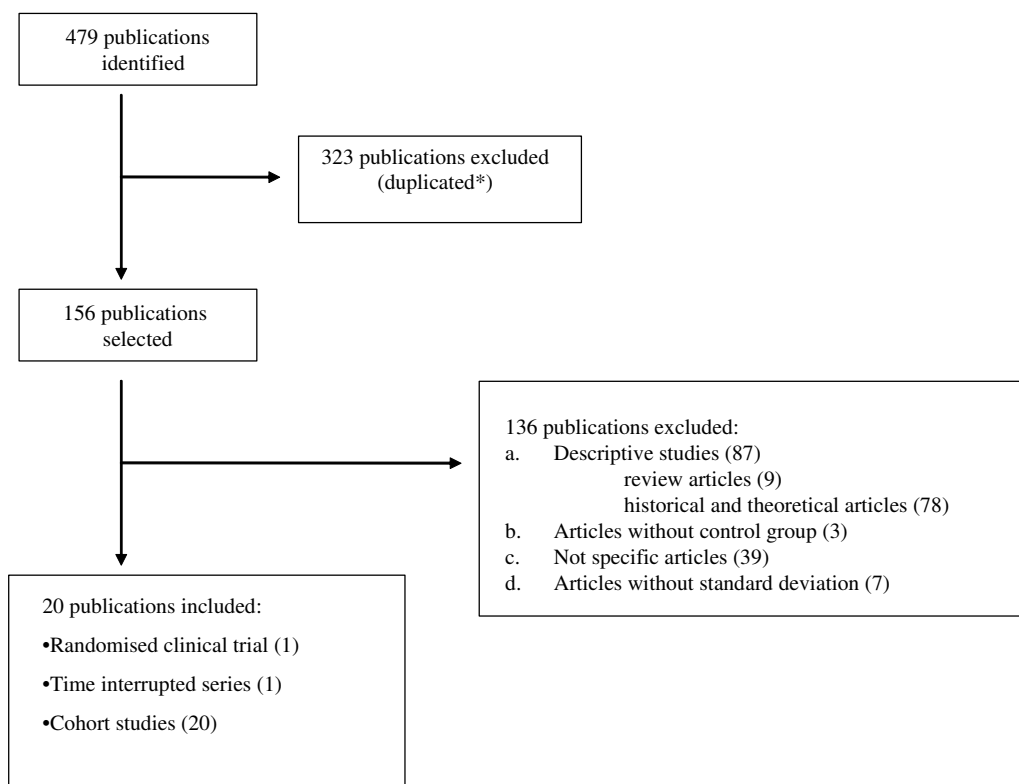 479 publications
identified
323 publications excluded
(duplicated*)
156 publications
selected
136 publications excluded:
a. Descriptive studies (87)
review articles (9)
historical and theoretical articles (78)
b. Articles without control group (3)
c. Not specific articles (39)
d. Articles without standard deviation (7)
20 publications included:
•Randomised clinical trial (1)
•Time interrupted series (1)
•Cohort studies (20)